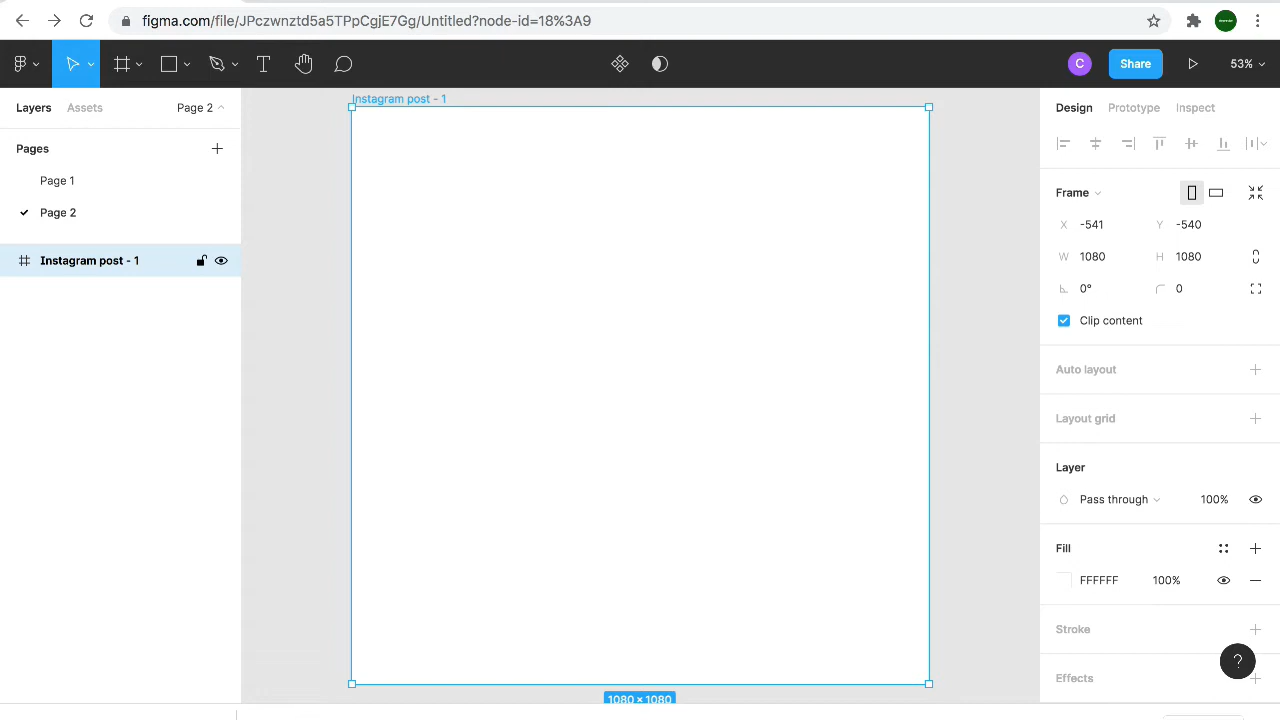 figma.com/file/JPczwnztd5a5TPpCgjE7Gg/Untitled?node-id=18%3A9
C
Share
53%
Layers
Assets
Page 2
Pages
Page 1
Page 2
Instagram post - 1
Instagram post - 1
1080 × 1080
Design
Prototype
Inspect
Frame
X -541 Y -540
W 1080 H 1080
0° 0
Clip content
Auto layout
Layout grid
Layer
Pass through 100%
Fill
FFFFFF 100%
Stroke
?
Effects